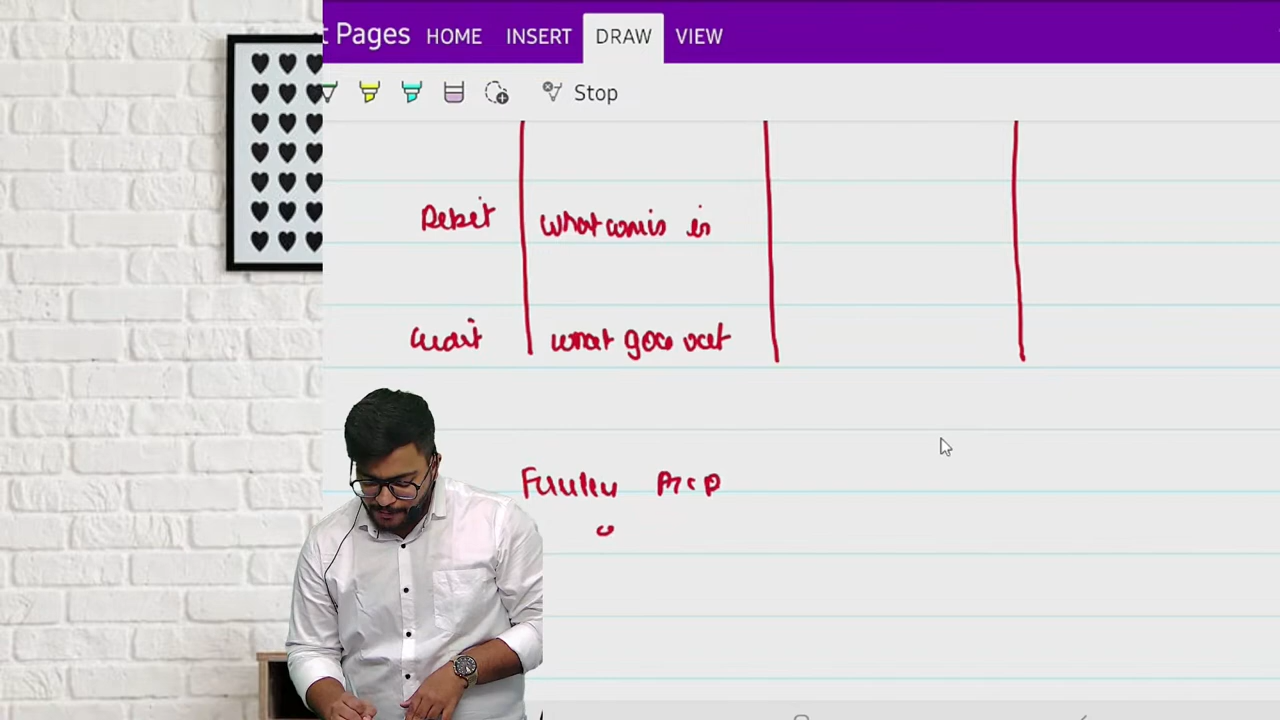 t Pages HOME INSERT DRAW VIEW
Stop
Debit what comes in
Credit what goes out